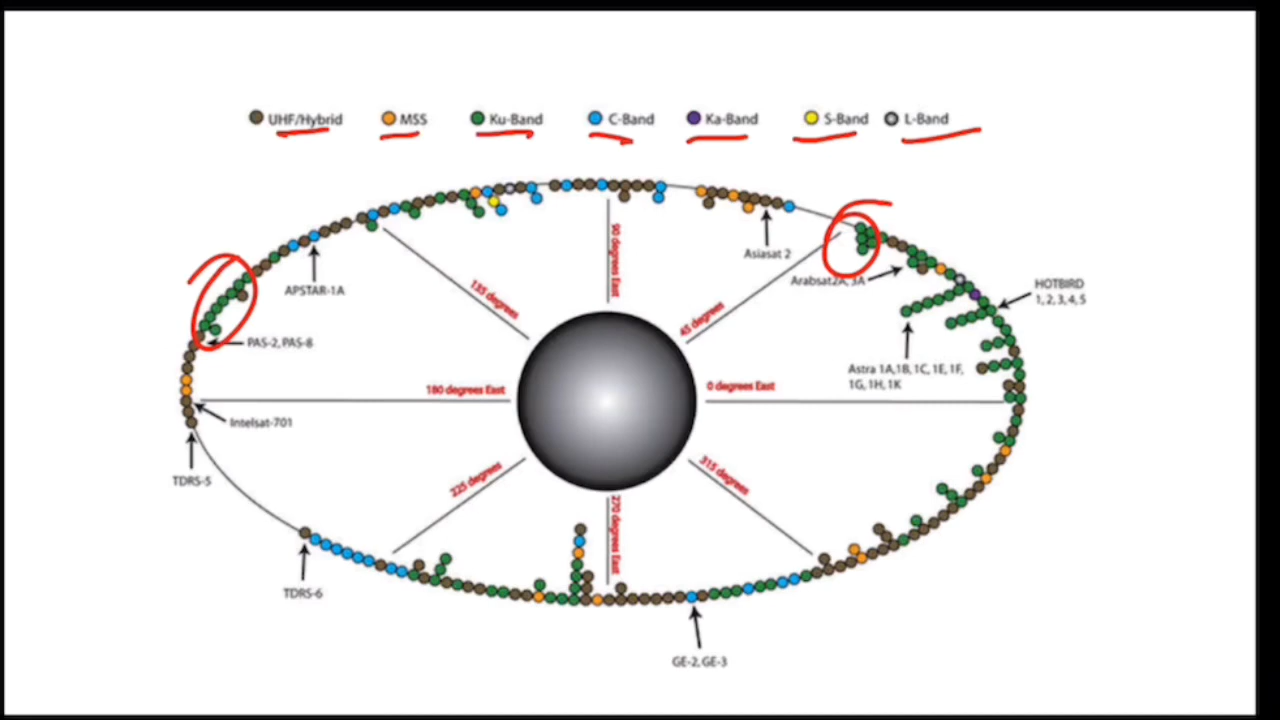 UHF/Hybrid
MSS
Ku-Band
C-Band
Ka-Band
S-Band
L-Band
90 degrees East
Asiasat 2
Arabsat2A, 3A
HOTBIRD
1, 2, 3, 4, 5
APSTAR-1A
135 degrees
45 degrees
PAS-2, PAS-8
Astra 1A,1B, 1C, 1E, 1F,
1G, 1H, 1K
180 degrees East
0 degrees East
Intelsat-701
TDRS-5
225 degrees
315 degrees
270 degrees East
TDRS-6
GE-2, GE-3